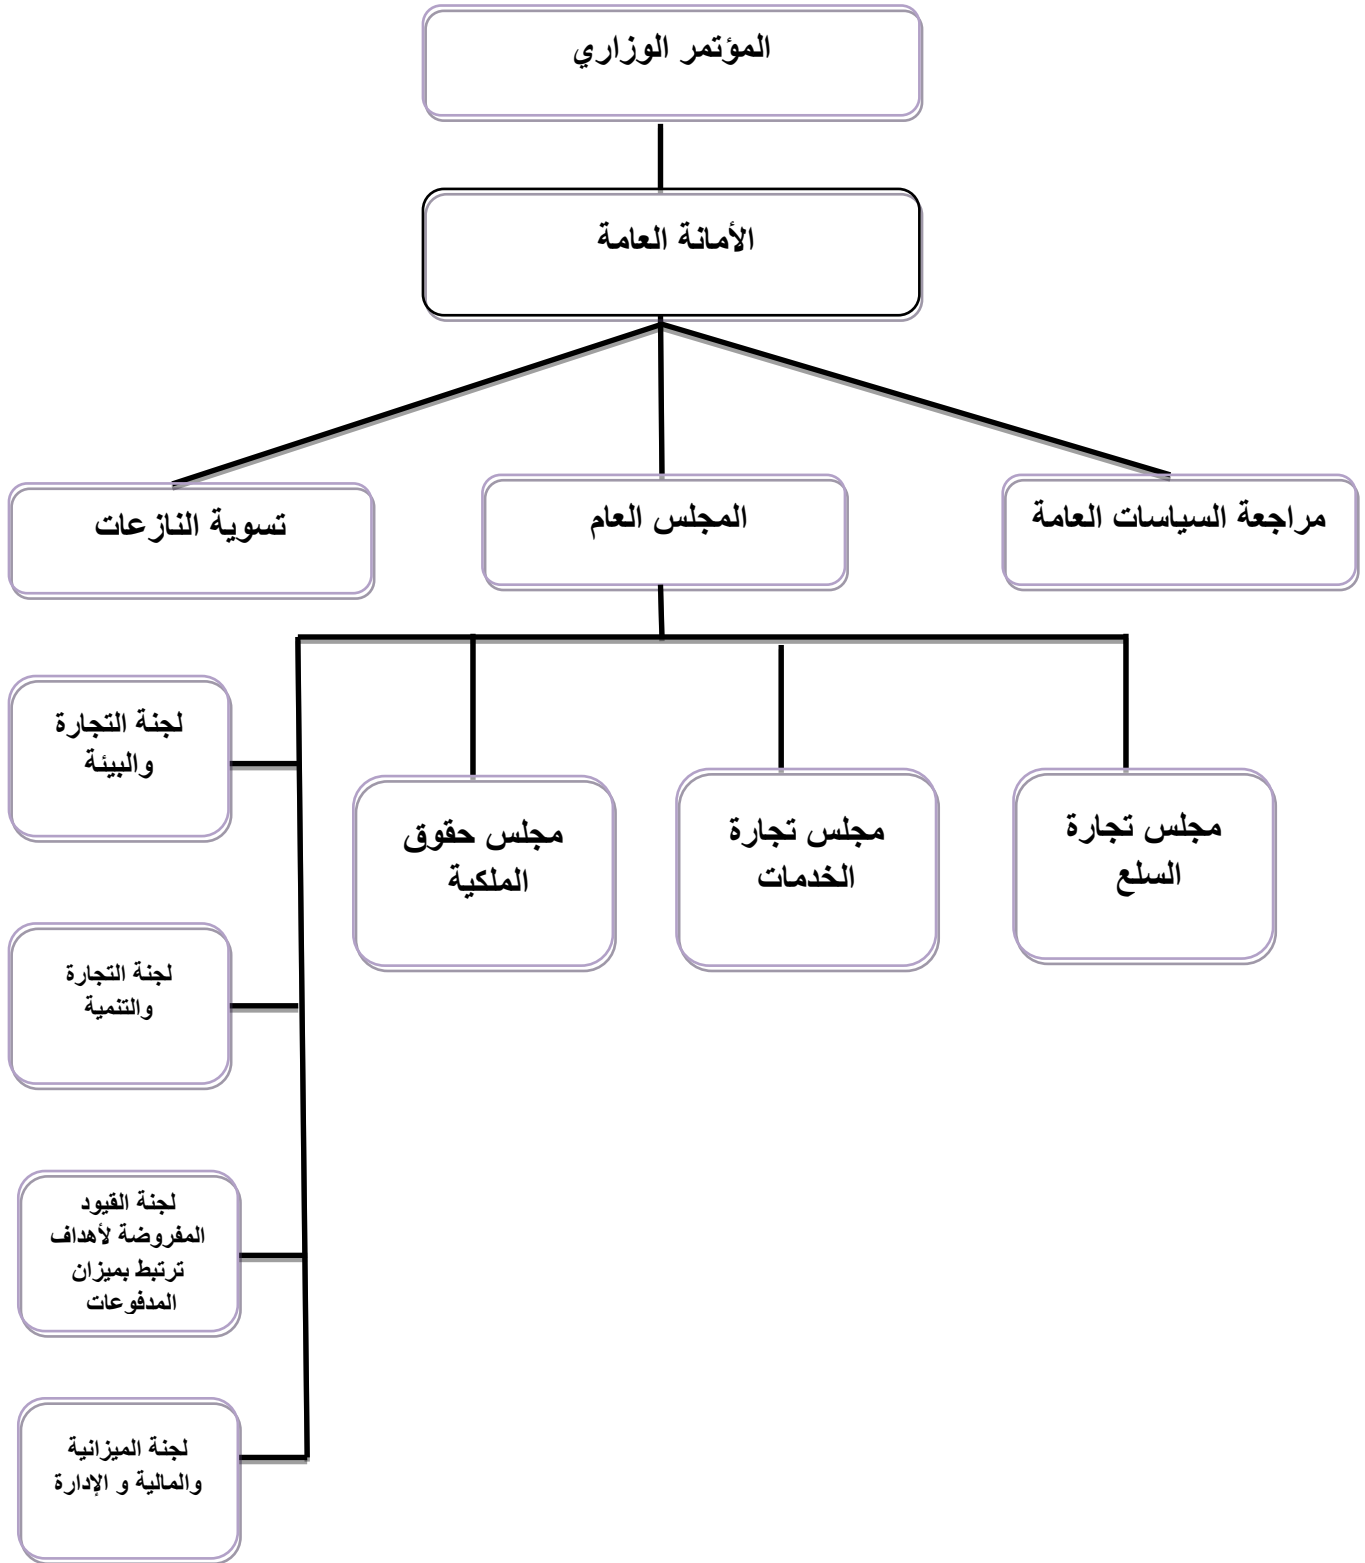 المؤتمر الوزاري
الأمانة العامة
مراجعة السياسات العامة
المجلس العام
تسوية النازعات
مجلس تجارة
السلع
مجلس تجارة
الخدمات
مجلس حقوق
الملكية
لجنة التجارة
والبيئة
لجنة التجارة
والتنمية
لجنة القيود
المفروضة لأهداف
ترتبط بميزان
المدفوعات
لجنة الميزانية
والمالية و الإدارة